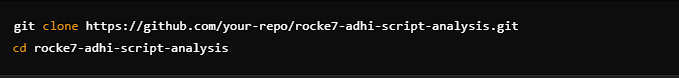 git clone https://github.com/your-repo/rocke7-adhi-script-analysis.git
cd rocke7-adhi-script-analysis